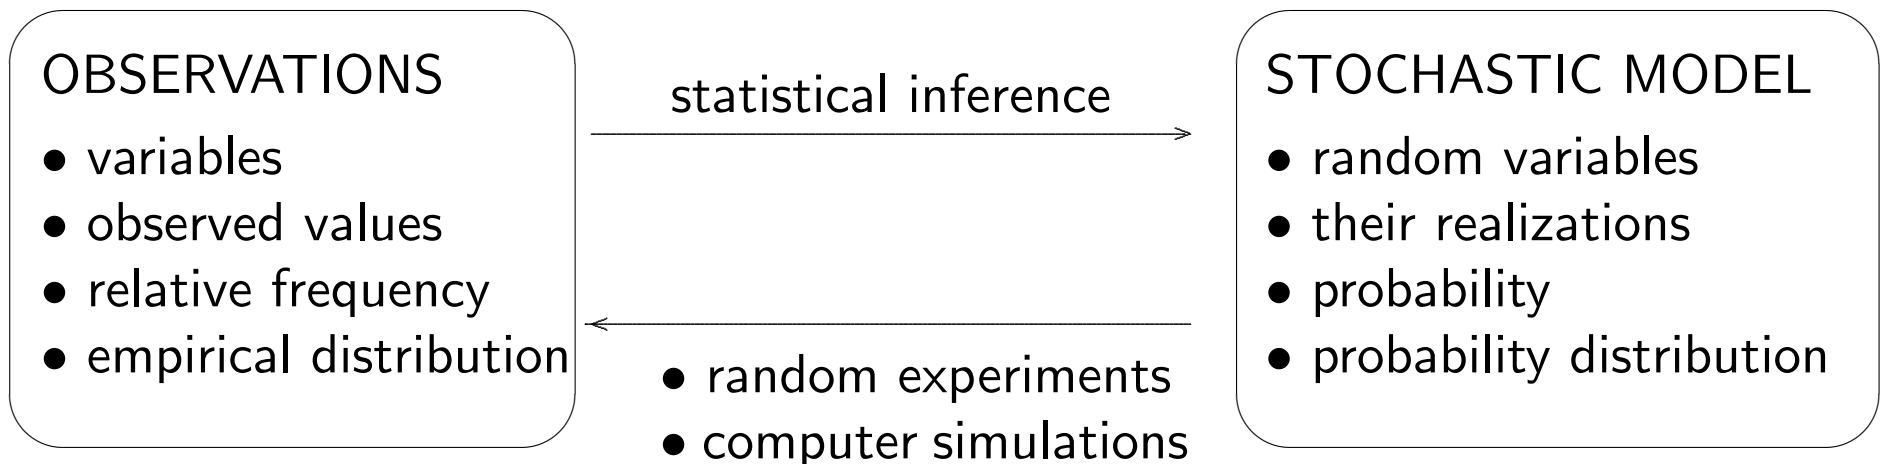 OBSERVATIONS
• variables
• observed values
• relative frequency
• empirical distribution
statistical inference
• random experiments
• computer simulations
STOCHASTIC MODEL
• random variables
• their realizations
• probability
• probability distribution